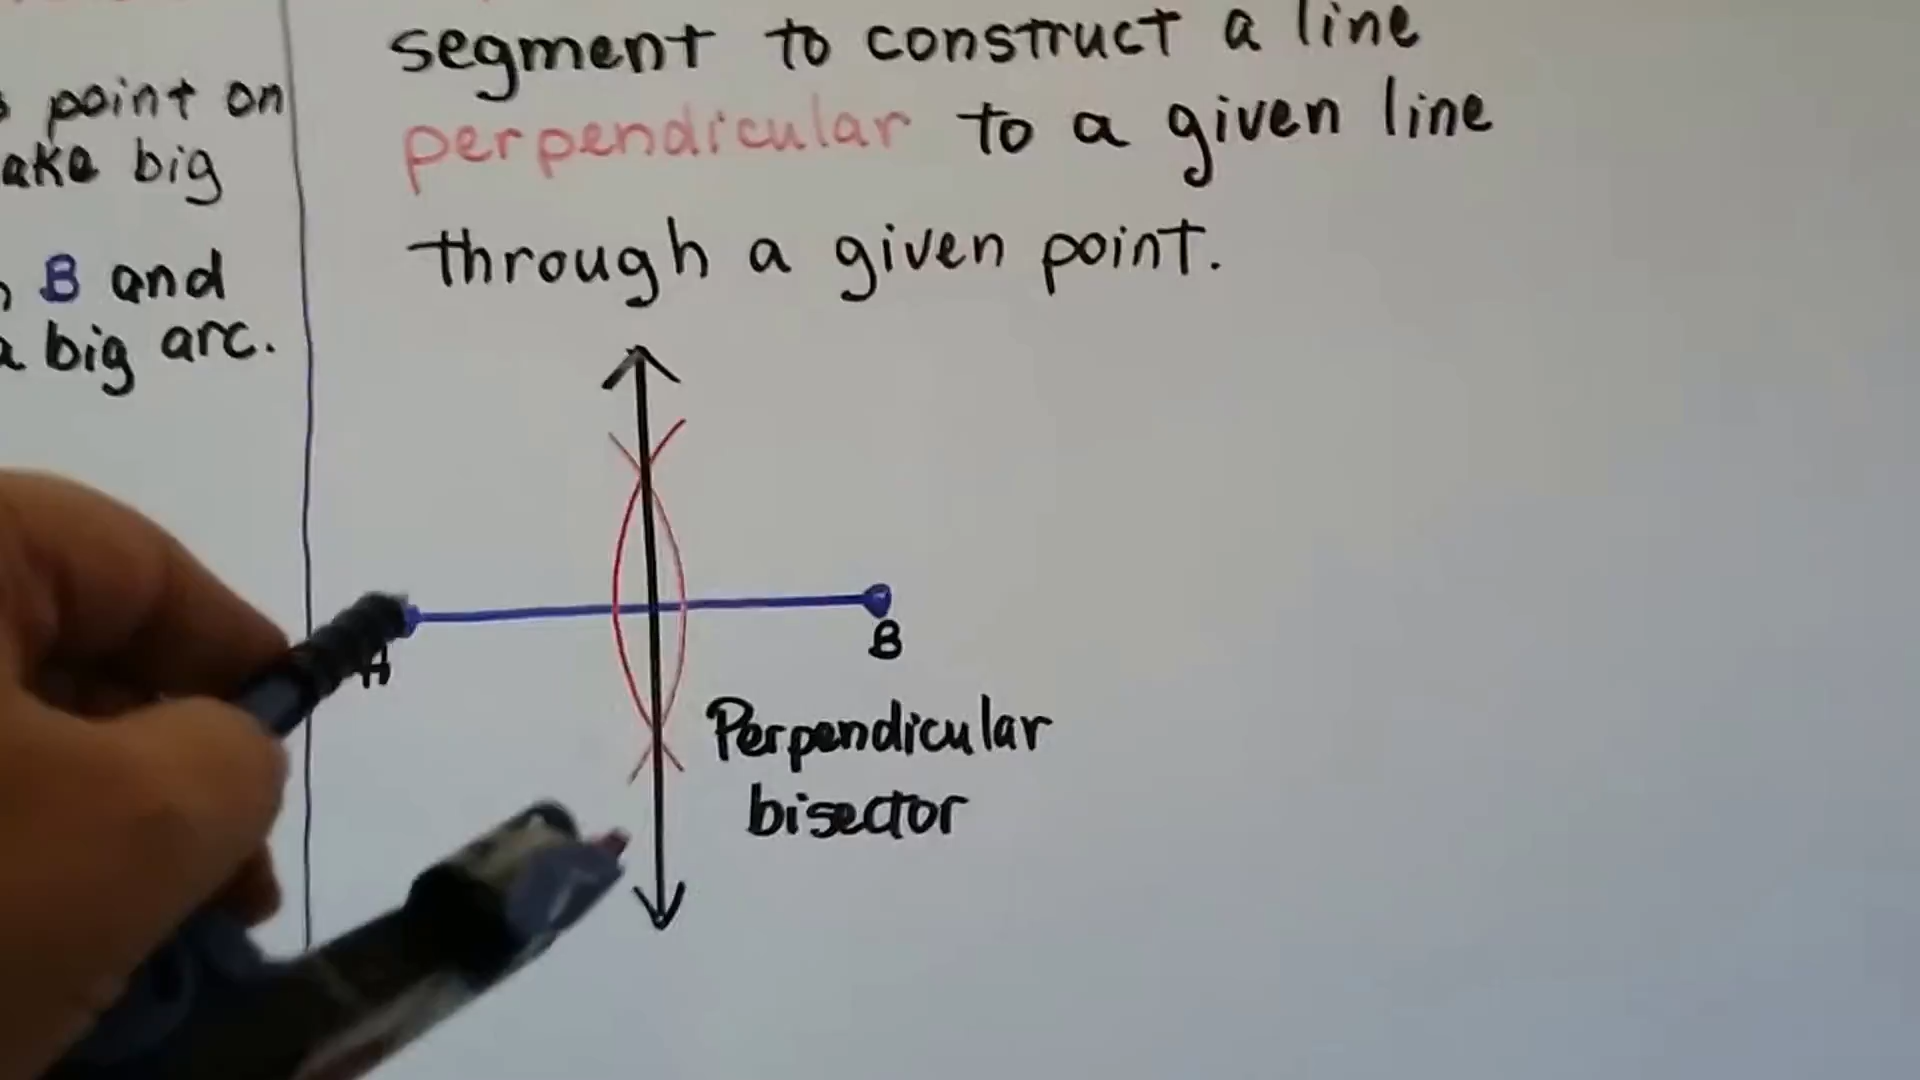 point on
ake big
B and
big arc.
segment to construct a line
perpendicular to a given line
through a given point.
A
B
Perpendicular
bisector